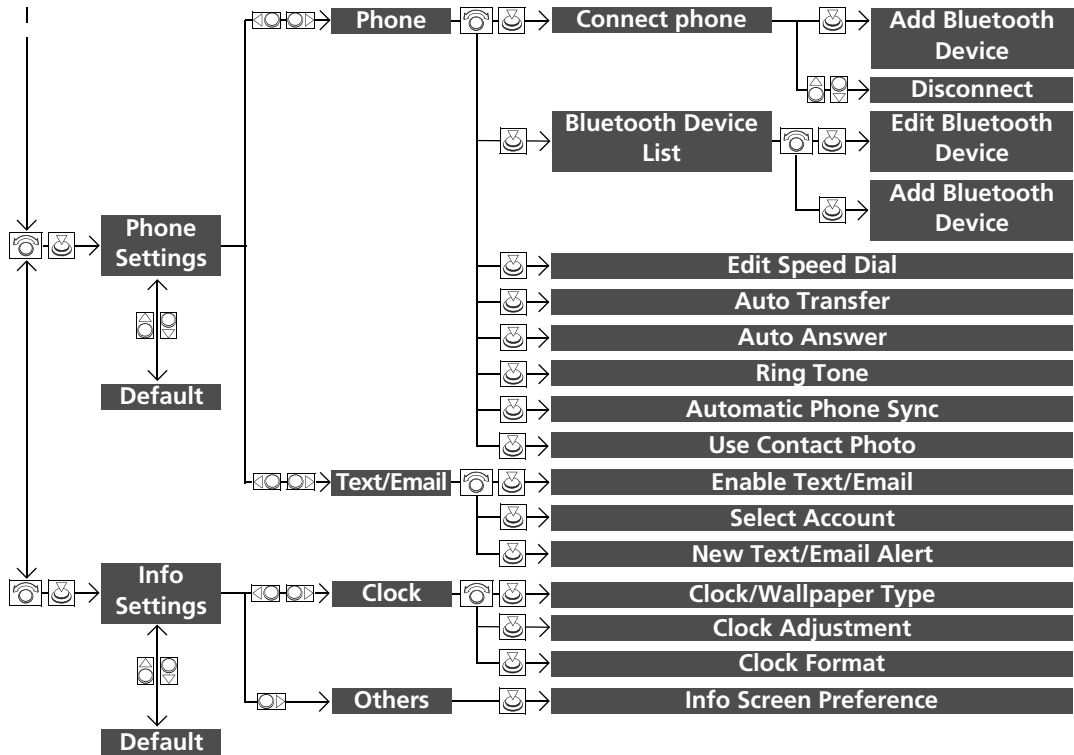 Phone
Connect phone
Add Bluetooth
Device
Disconnect
Bluetooth Device
List
Edit Bluetooth
Device
Add Bluetooth
Device
Phone
Settings
Edit Speed Dial
Auto Transfer
Auto Answer
Default
Ring Tone
Automatic Phone Sync
Use Contact Photo
Text/Email
Enable Text/Email
Select Account
New Text/Email Alert
Info
Settings
Clock
Clock/Wallpaper Type
Clock Adjustment
Clock Format
Others
Info Screen Preference
Default